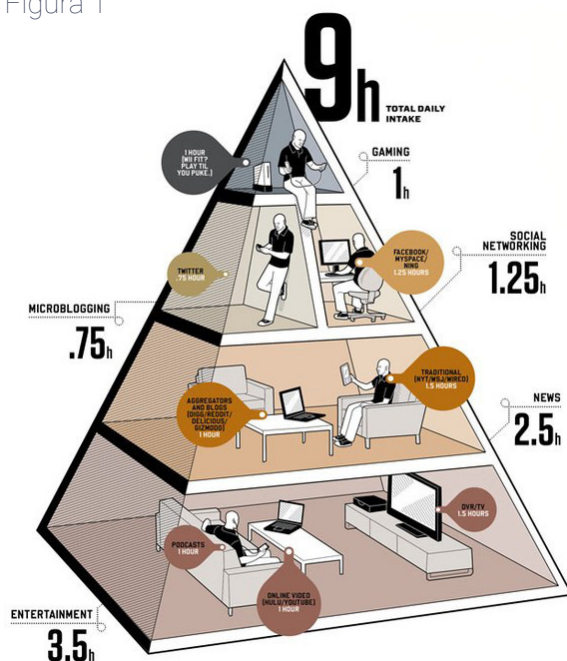 Figura 1
9h
TOTAL DAILY
INTAKE
1 HOUR
(WII FIT?
PLAY TIL
YOU PUKE.)
GAMING
1h
TWITTER
.75 HOUR
FACEBOOK/
MYSPACE/
NING
1.25 HOURS
SOCIAL
NETWORKING
1.25h
MICROBLOGGING
.75h
AGGREGATORS
AND BLOGS
(DIGG/REDDIT/
DELICIOUS/
GIZMODO)
1 HOUR
TRADITIONAL
(NYT/WSJ/WIRED)
1.5 HOURS
NEWS
2.5h
PODCASTS
1 HOUR
ONLINE VIDEO
(HULU/YOUTUBE)
1 HOUR
DVR/TV
1.5 HOURS
ENTERTAINMENT
3.5h